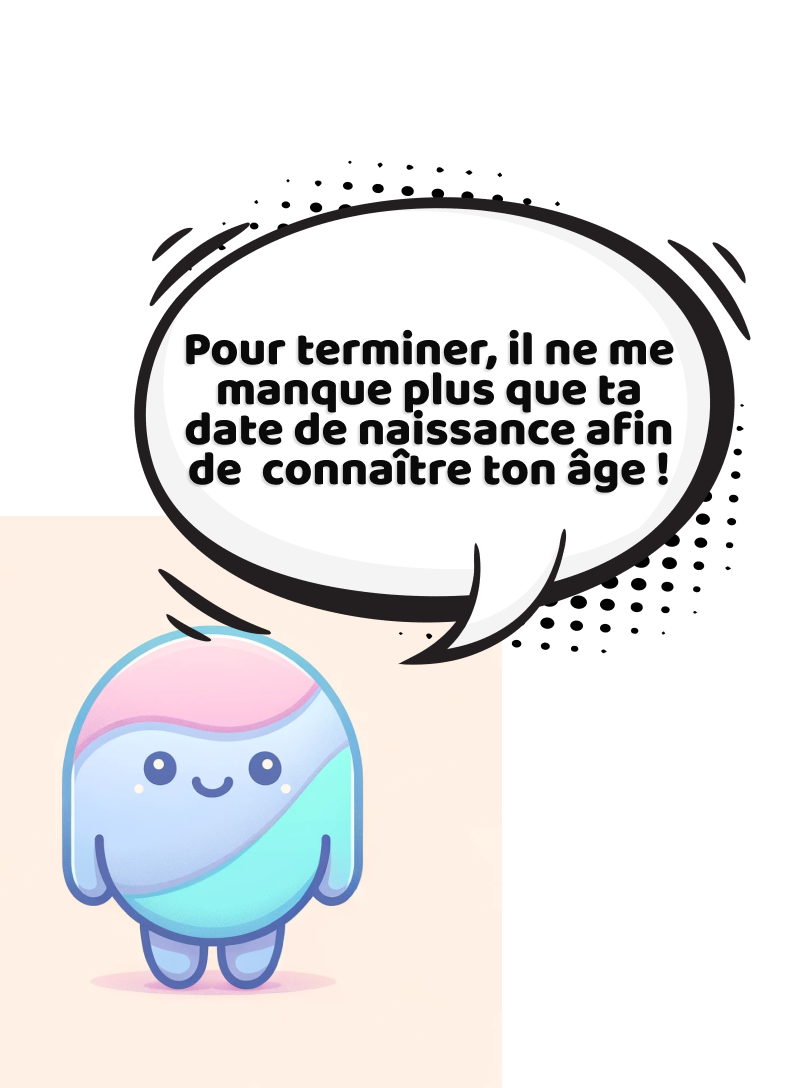 Pour terminer, il ne me
manque plus que ta
date de naissance afin
de  connaître ton âge !